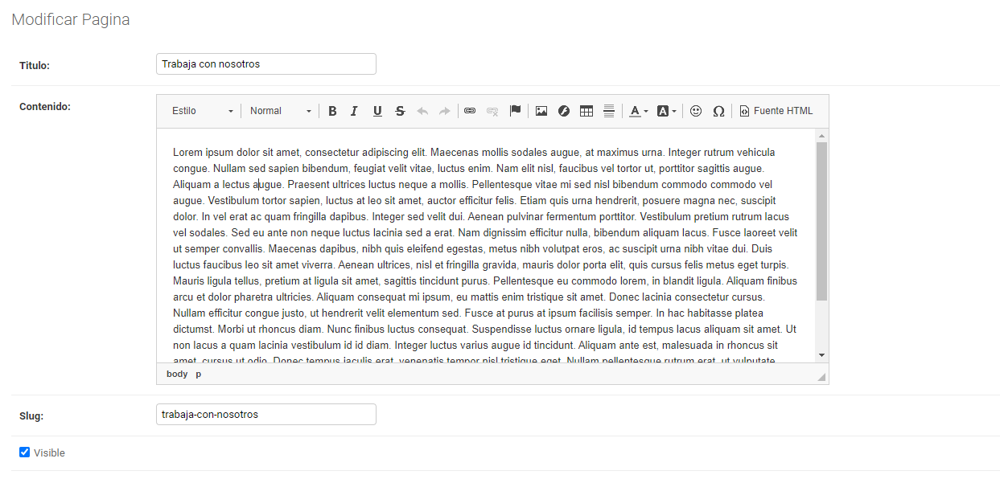 Modificar Pagina
Titulo:
Trabaja con nosotros
Contenido:
Estilo Normal B I U S A A Ω Fuente HTML
Lorem ipsum dolor sit amet, consectetur adipiscing elit. Maecenas mollis sodales augue, at maximus urna. Integer rutrum vehicula
congue. Nullam sed sapien bibendum, feugiat velit vitae, luctus enim. Nam elit nisl, faucibus vel tortor ut, porttitor sagittis augue.
Aliquam a lectus augue. Praesent ultrices luctus neque a mollis. Pellentesque vitae mi sed nisl bibendum commodo commodo vel
augue. Vestibulum tortor sapien, luctus at leo sit amet, auctor efficitur felis. Etiam quis urna hendrerit, posuere magna nec, suscipit
dolor. In vel erat ac quam fringilla dapibus. Integer sed velit dui. Aenean pulvinar fermentum porttitor. Vestibulum pretium rutrum lacus
vel sodales. Sed eu ante non neque luctus lacinia sed a erat. Nam dignissim efficitur nulla, bibendum aliquam lacus. Fusce laoreet velit
ut semper convallis. Maecenas dapibus, nibh quis eleifend egestas, metus nibh volutpat eros, ac suscipit urna nibh vitae dui. Duis
luctus faucibus leo sit amet viverra. Aenean ultrices, nisl et fringilla gravida, mauris dolor porta elit, quis cursus felis metus eget turpis.
Mauris ligula tellus, pretium at ligula sit amet, sagittis tincidunt purus. Pellentesque eu commodo lorem, in blandit ligula. Aliquam finibus
arcu et dolor pharetra ultricies. Aliquam consequat mi ipsum, eu mattis enim tristique sit amet. Donec lacinia consectetur cursus.
Nullam efficitur congue justo, ut hendrerit velit elementum sed. Fusce at purus at ipsum facilisis semper. In hac habitasse platea
dictumst. Morbi ut rhoncus diam. Nunc finibus luctus consequat. Suspendisse luctus ornare ligula, id tempus lacus aliquam sit amet. Ut
non lacus a quam lacinia vestibulum id id diam. Integer luctus varius augue id tincidunt. Aliquam ante est, malesuada in rhoncus sit
amet, cursus ut odio. Donec tempus iaculis erat, venenatis tempor nisl tristique eget. Nullam pellentesque rutrum erat, ut vulputate
body p
Slug:
trabaja-con-nosotros
Visible